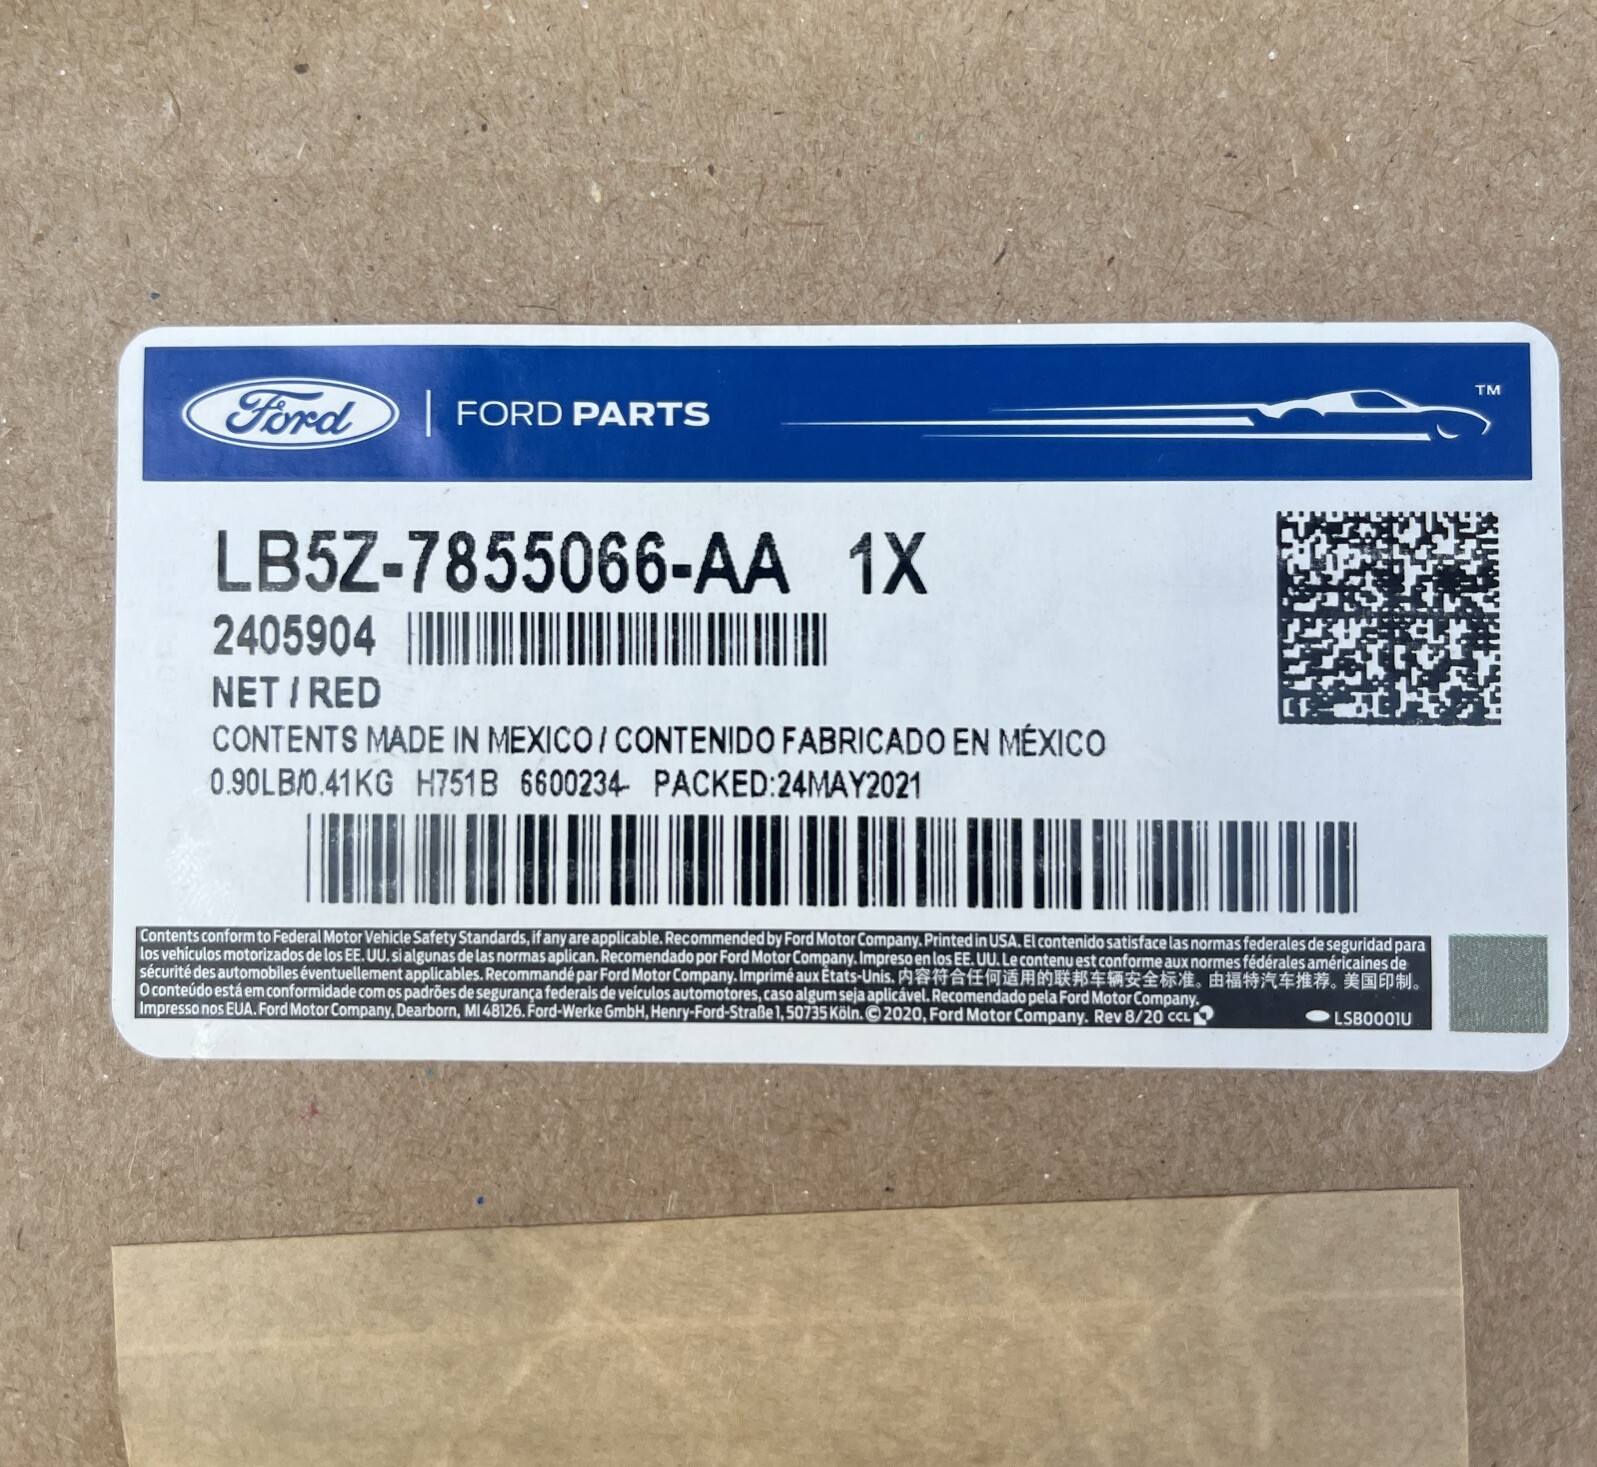 Ford | FORD PARTS ™
LB5Z-7855066-AA 1X
2405904
NET / RED
CONTENTS MADE IN MEXICO / CONTENIDO FABRICADO EN MÉXICO
0.90LB/0.41KG H751B 6600234- PACKED:24MAY2021
Contents conform to Federal Motor Vehicle Safety Standards, if any are applicable. Recommended by Ford Motor Company. Printed in USA. El contenido satisface las normas federales de seguridad para
los vehículos motorizados de los EE. UU. si algunas de las normas aplican. Recomendado por Ford Motor Company. Impreso en los EE. UU. Le contenu est conforme aux normes fédérales américaines de
sécurité des automobiles éventuellement applicables. Recommandé par Ford Motor Company. Imprimé aux États-Unis. 内容符合任何适用的联邦车辆安全标准。由福特汽车推荐。美国印制。
O conteúdo está em conformidade com os padrões de segurança federais de veículos automotores, caso algum seja aplicável. Recomendado pela Ford Motor Company.
Impresso nos EUA. Ford Motor Company, Dearborn, MI 48126. Ford-Werke GmbH, Henry-Ford-Straße 1, 50735 Köln. © 2020, Ford Motor Company. Rev 8/20 CCL LSB0001U